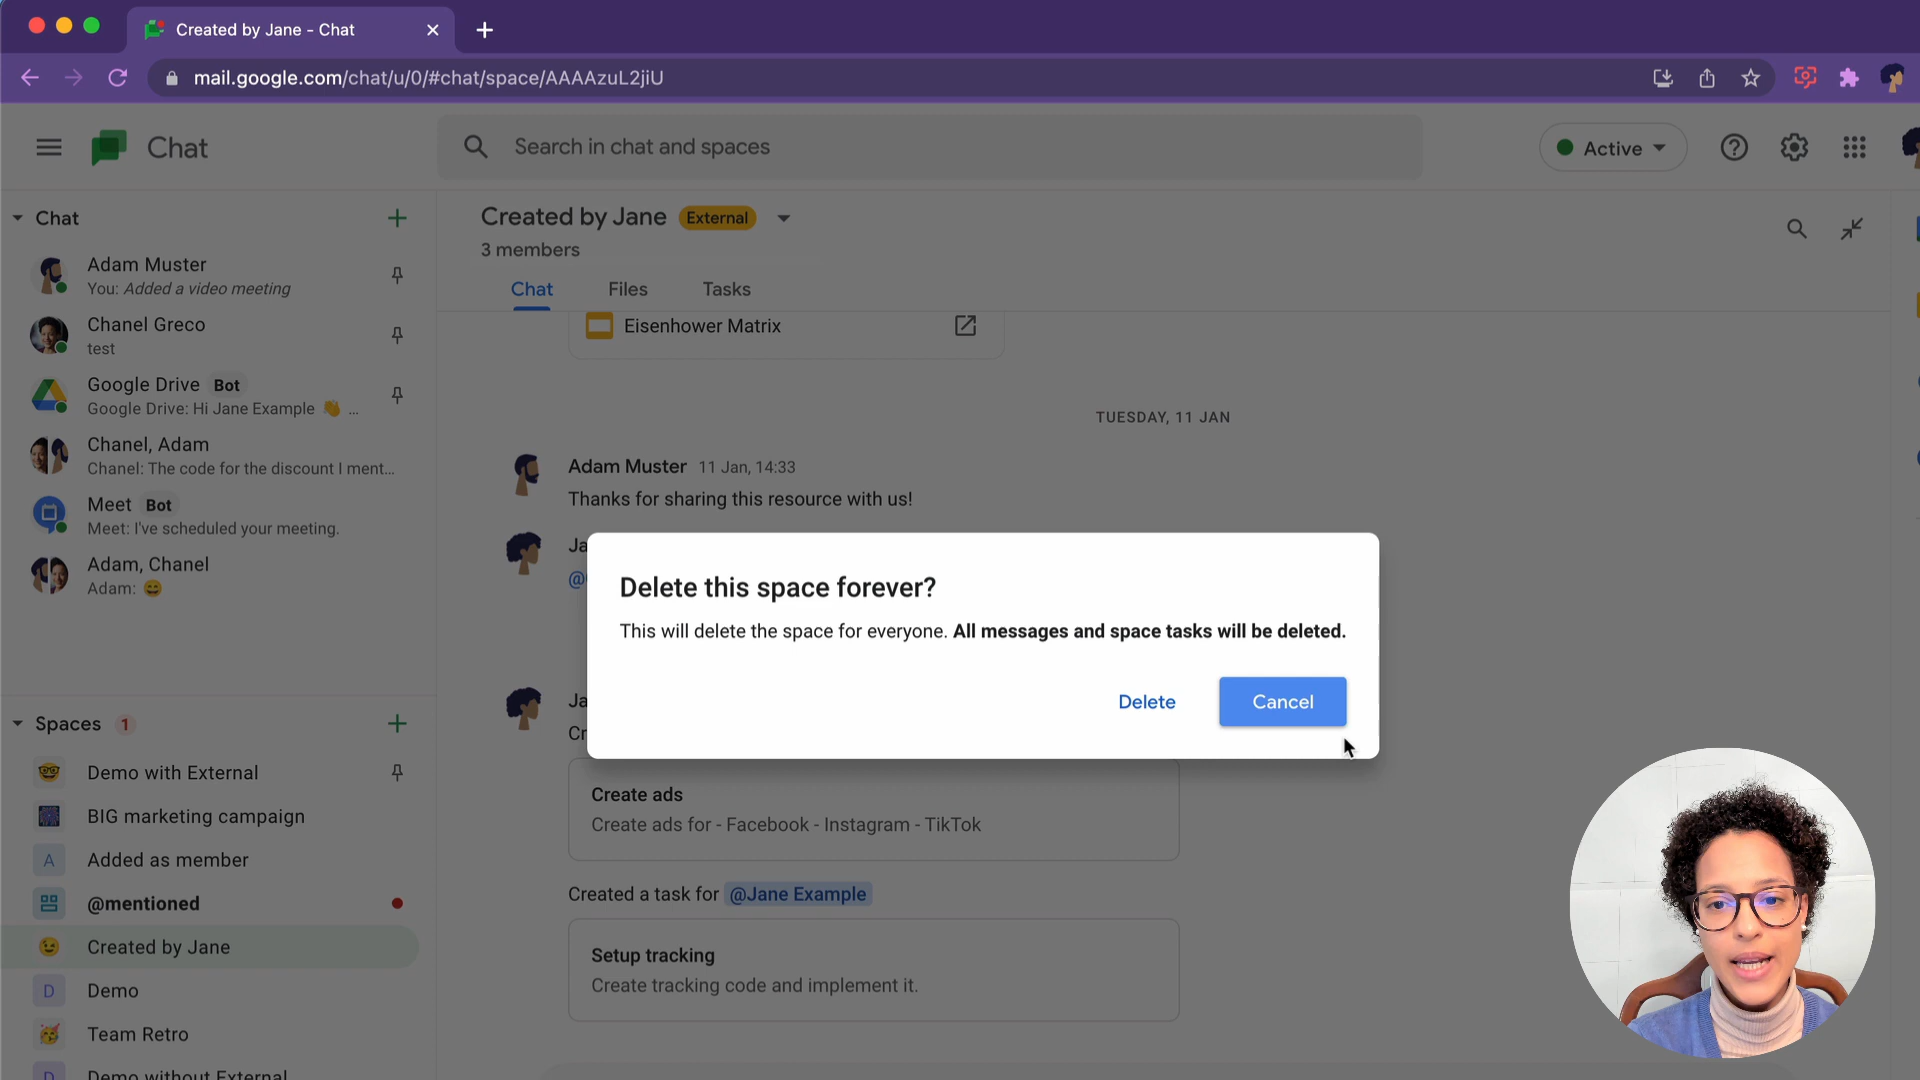 Created by Jane - Chat
mail.google.com/chat/u/0/#chat/space/AAAAzuL2jiU
Chat
Search in chat and spaces
Active
Chat
Adam Muster
You: Added a video meeting
Chanel Greco
test
Google Drive Bot
Google Drive: Hi Jane Example 👋 ...
Chanel, Adam
Chanel: The code for the discount I ment...
Meet Bot
Meet: I've scheduled your meeting.
Adam, Chanel
Adam: 😄
Spaces 1
Demo with External
BIG marketing campaign
A Added as member
@mentioned
Created by Jane
D Demo
Team Retro
D Demo without External
Created by Jane External
3 members
Chat Files Tasks
Eisenhower Matrix
TUESDAY, 11 JAN
Adam Muster 11 Jan, 14:33
Thanks for sharing this resource with us!
Ja
@
Delete this space forever?
This will delete the space for everyone. All messages and space tasks will be deleted.
Delete Cancel
Ja
Cr
Create ads
Create ads for - Facebook - Instagram - TikTok
Created a task for @Jane Example
Setup tracking
Create tracking code and implement it.